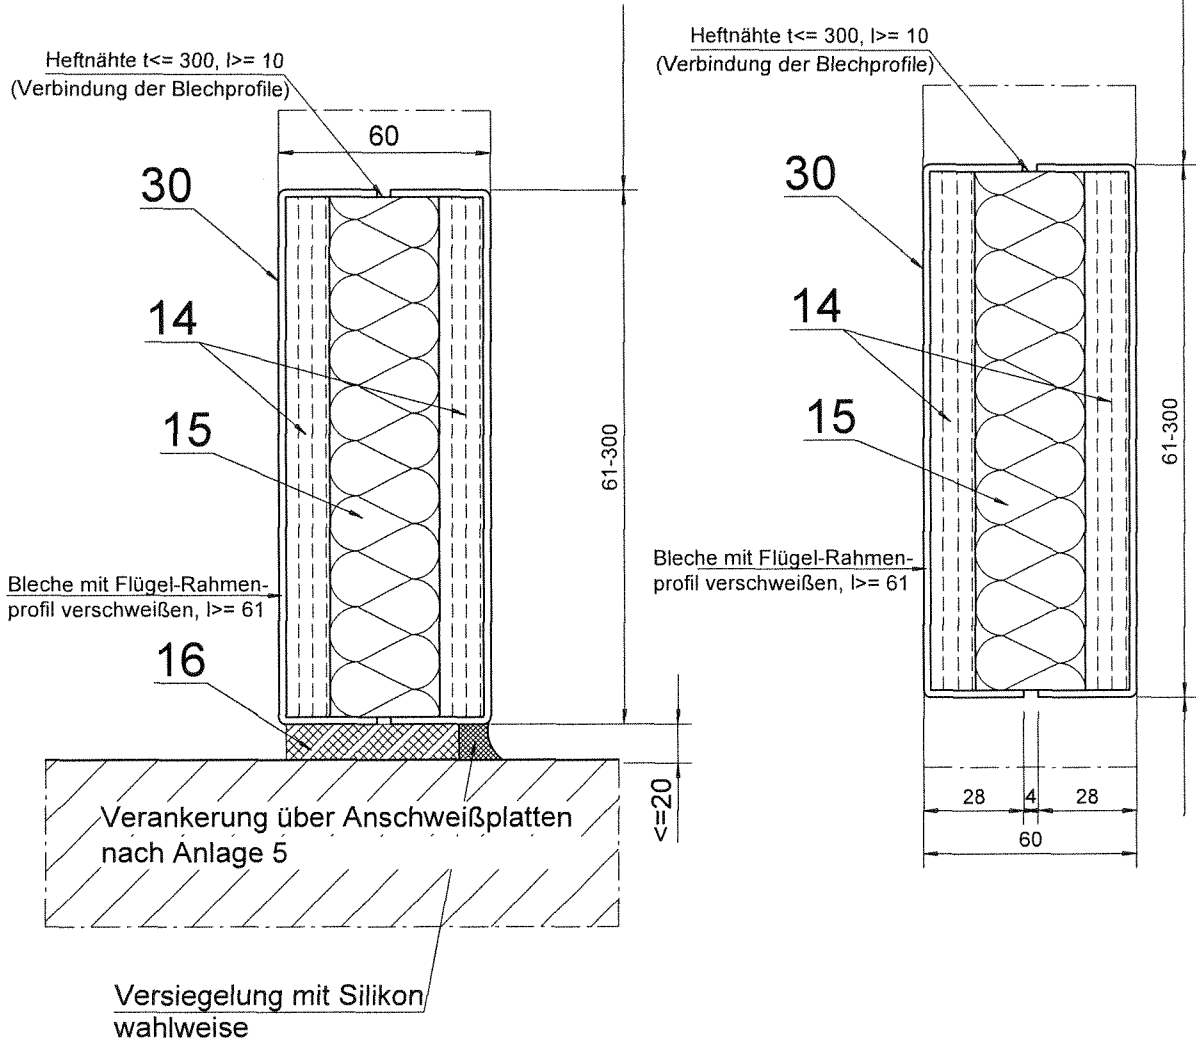 Heftnähte t<= 300, l>= 10
(Verbindung der Blechprofile)
60
30
14
15
61-300
Bleche mit Flügel-Rahmen-
profil verschweißen, l>= 61
16
<=20
Verankerung über Anschweißplatten
nach Anlage 5
Versiegelung mit Silikon
wahlweise
Heftnähte t<= 300, l>= 10
(Verbindung der Blechprofile)
30
14
15
61-300
Bleche mit Flügel-Rahmen-
profil verschweißen, l>= 61
28 4 28
60